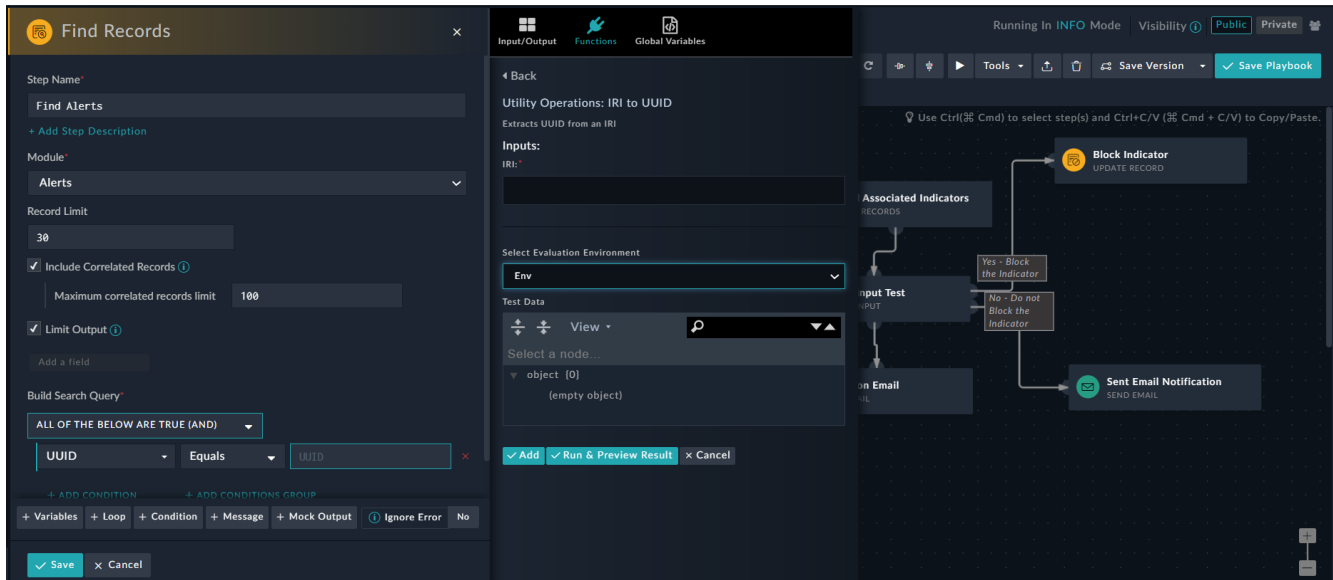 Find Records
×
Step Name*
Find Alerts
+ Add Step Description
Module*
Alerts
Record Limit
30
Include Correlated Records
Maximum correlated records limit 100
Limit Output
Add a field
Build Search Query*
ALL OF THE BELOW ARE TRUE (AND)
UUID Equals UUID ×
+ ADD CONDITION + ADD CONDITIONS GROUP
+ Variables + Loop + Condition + Message + Mock Output Ignore Error No
Save × Cancel
Input/Output Functions Global Variables
Back
Utility Operations: IRI to UUID
Extracts UUID from an IRI
Inputs:
IRI:*
Select Evaluation Environment
Env
Test Data
View
Select a node...
object {0}
(empty object)
Add Run & Preview Result × Cancel
Running In INFO Mode Visibility Public Private
Tools Save Version Save Playbook
Use Ctrl(⌘ Cmd) to select step(s) and Ctrl+C/V (⌘ Cmd + C/V) to Copy/Paste.
Block Indicator
UPDATE RECORD
Associated Indicators
RECORDS
Yes - Block
the Indicator
nput Test
NPUT
No - Do not
Block the
Indicator
on Email
AIL
Sent Email Notification
SEND EMAIL